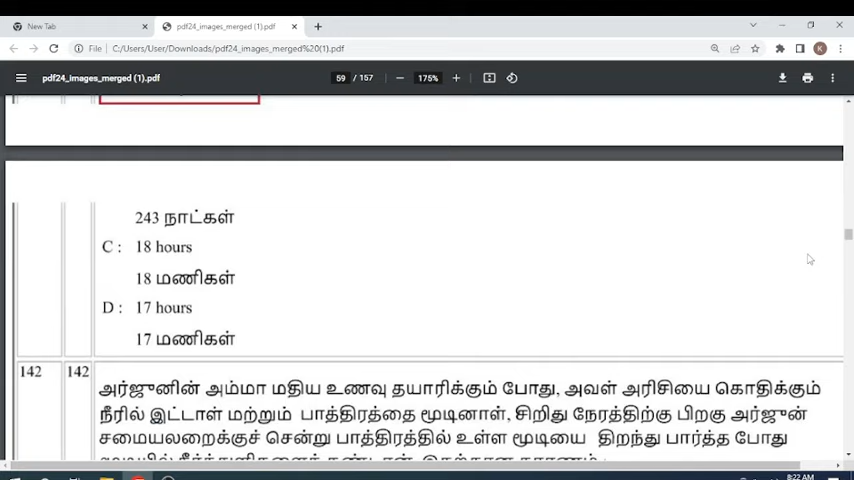 New Tab
pdf24_images_merged (1).pdf
File
C:/Users/User/Downloads/pdf24_images_merged%20(1).pdf
K
pdf24_images_merged (1).pdf
59 / 157
175%
243 நாட்கள்
C : 18 hours
18 மணிகள்
D : 17 hours
17 மணிகள்
142 142
அர்ஜுனின் அம்மா மதிய உணவு தயாரிக்கும் போது, அவள் அரிசியை கொதிக்கும்
நீரில் இட்டாள் மற்றும் பாத்திரத்தை மூடினாள், சிறிது நேரத்திற்கு பிறகு அர்ஜுன்
சமையலறைக்குச் சென்று பாத்திரத்தில் உள்ள மூடியை திறந்து பார்த்த போது
8:22 AM